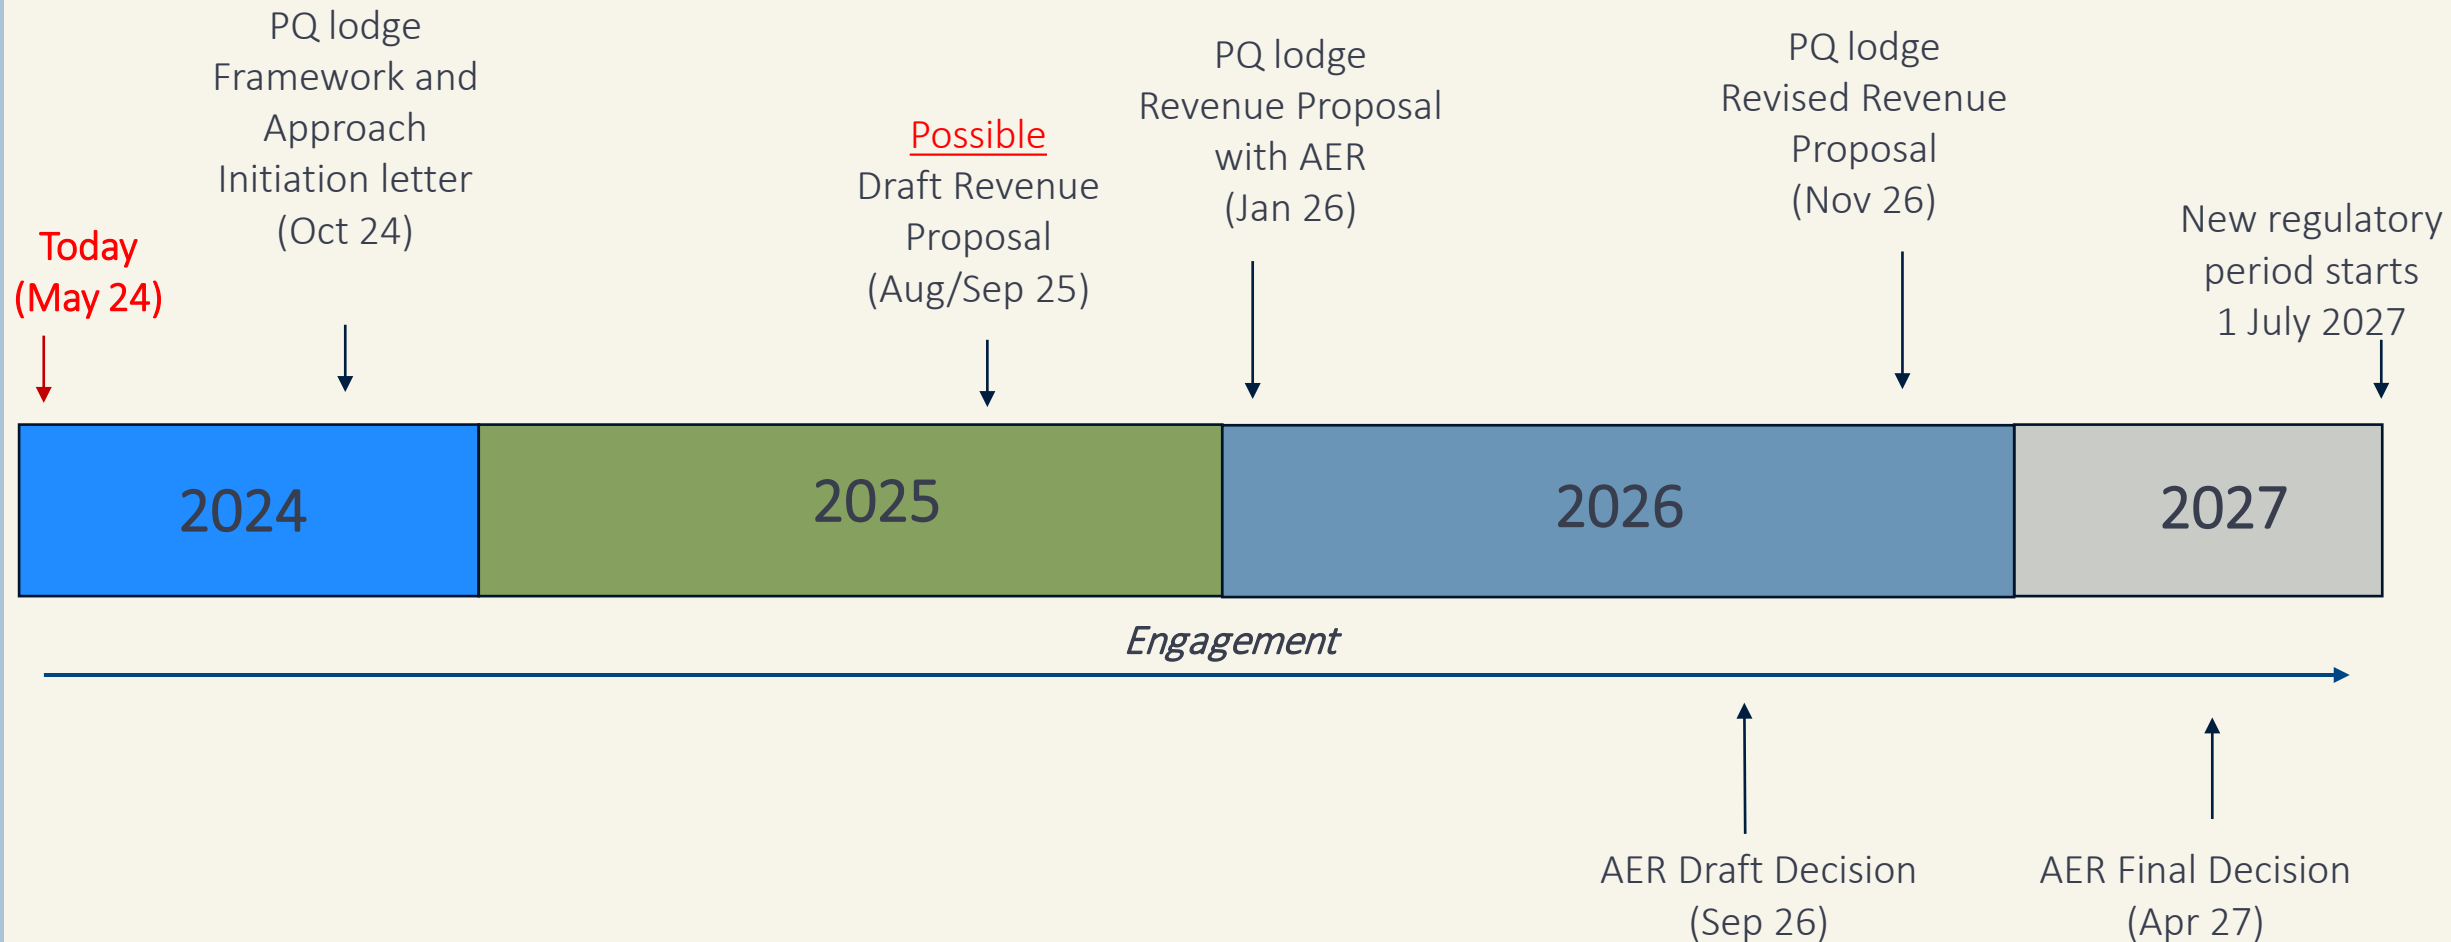 Today
(May 24)
PQ lodge
Framework and
Approach
Initiation letter
(Oct 24)
Possible
Draft Revenue
Proposal
(Aug/Sep 25)
PQ lodge
Revenue Proposal
with AER
(Jan 26)
PQ lodge
Revised Revenue
Proposal
(Nov 26)
New regulatory
period starts
1 July 2027
2024
2025
2026
2027
Engagement
AER Draft Decision
(Sep 26)
AER Final Decision
(Apr 27)